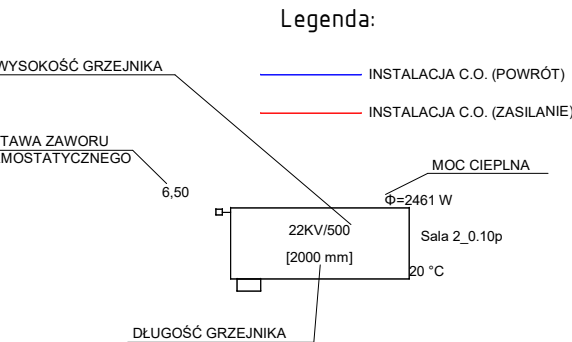 Legenda:
WYSOKOŚĆ GRZEJNIKA
INSTALACJA C.O. (POWRÓT)
INSTALACJA C.O. (ZASILANIE)
TAWA ZAWORU
MOSTATYCZNEGO
6,50
MOC CIEPLNA
Φ=2461 W
22KV/500
Sala 2_0.10p
[2000 mm]
20 °C
DŁUGOŚĆ GRZEJNIKA